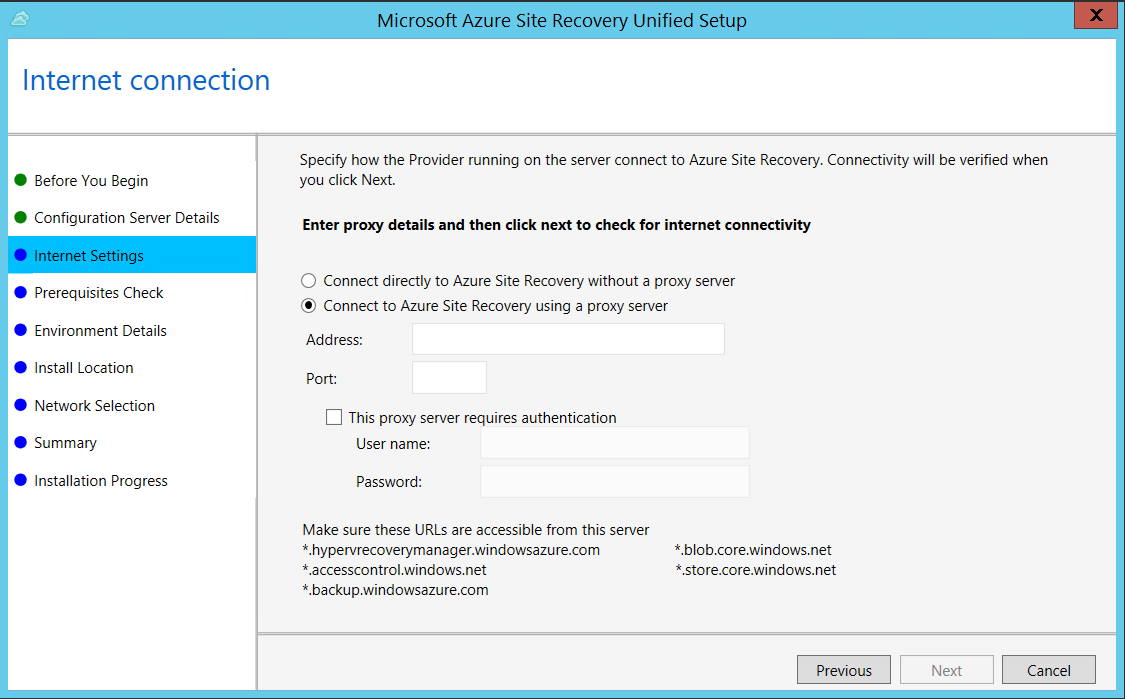 Microsoft Azure Site Recovery Unified Setup
X
Internet connection
Before You Begin
Configuration Server Details
Internet Settings
Prerequisites Check
Environment Details
Install Location
Network Selection
Summary
Installation Progress
Specify how the Provider running on the server connect to Azure Site Recovery. Connectivity will be verified when
you click Next.
Enter proxy details and then click next to check for internet connectivity
Connect directly to Azure Site Recovery without a proxy server
Connect to Azure Site Recovery using a proxy server
Address:
Port:
This proxy server requires authentication
User name:
Password:
Make sure these URLs are accessible from this server
*.hypervrecoverymanager.windowsazure.com *.blob.core.windows.net
*.accesscontrol.windows.net *.store.core.windows.net
*.backup.windowsazure.com
Previous Next Cancel